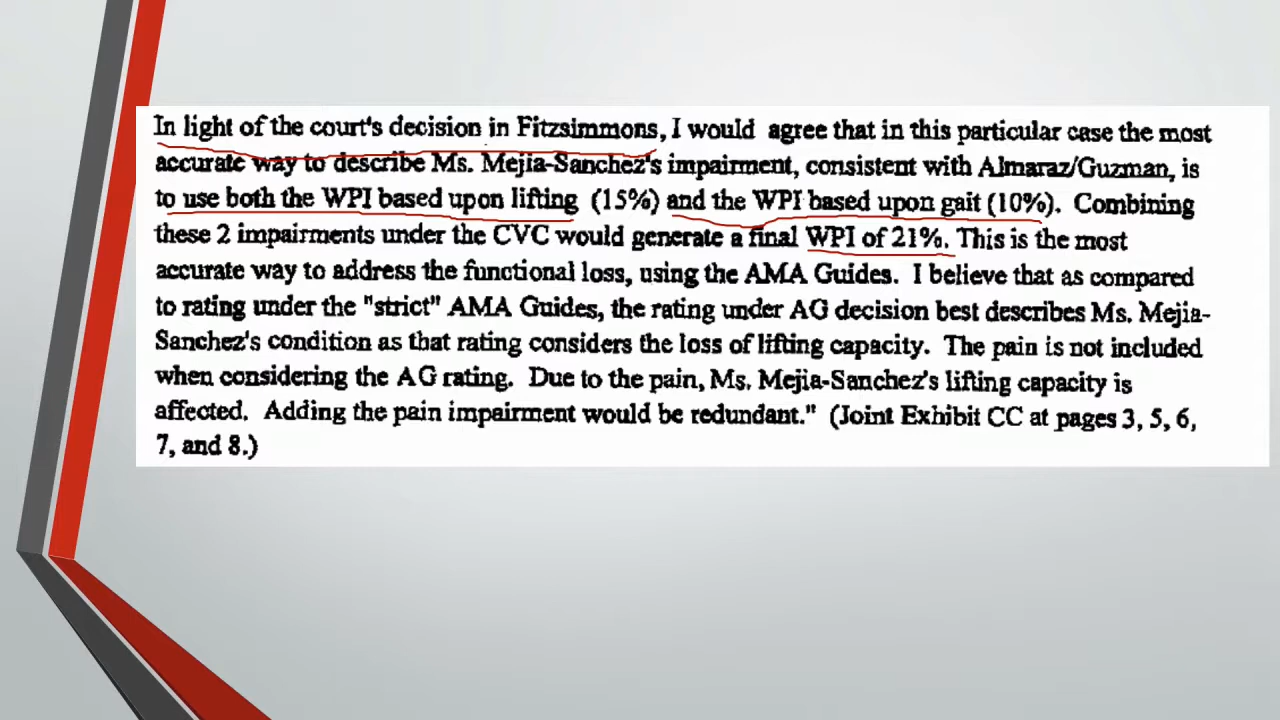 In light of the court's decision in Fitzsimmons, I would agree that in this particular case the most
accurate way to describe Ms. Mejia-Sanchez's impairment, consistent with Almaraz/Guzman, is
to use both the WPI based upon lifting (15%) and the WPI based upon gait (10%). Combining
these 2 impairments under the CVC would generate a final WPI of 21%. This is the most
accurate way to address the functional loss, using the AMA Guides. I believe that as compared
to rating under the "strict" AMA Guides, the rating under AG decision best describes Ms. Mejia-
Sanchez's condition as that rating considers the loss of lifting capacity. The pain is not included
when considering the AG rating. Due to the pain, Ms. Mejia-Sanchez's lifting capacity is
affected. Adding the pain impairment would be redundant." (Joint Exhibit CC at pages 3, 5, 6,
7, and 8.)